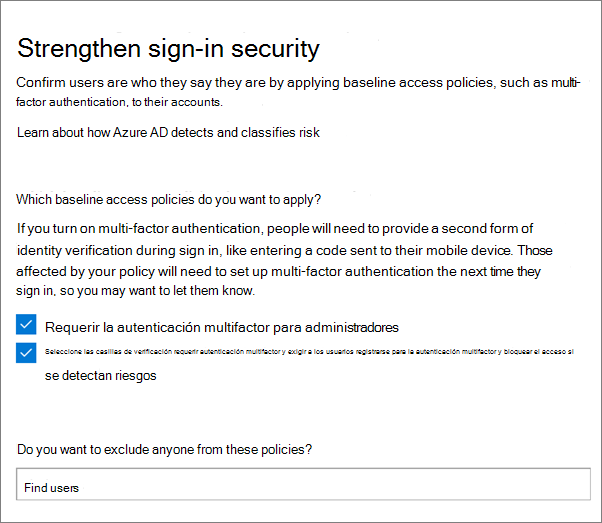 Strengthen sign-in security
Confirm users are who they say they are by applying baseline access policies, such as multi-
factor authentication, to their accounts.
Learn about how Azure AD detects and classifies risk
Which baseline access policies do you want to apply?
If you turn on multi-factor authentication, people will need to provide a second form of
identity verification during sign in, like entering a code sent to their mobile device. Those
affected by your policy will need to set up multi-factor authentication the next time they
sign in, so you may want to let them know.
Requerir la autenticación multifactor para administradores
Seleccione las casillas de verificación requerir autenticación multifactor y exigir a los usuarios registrarse para la autenticación multifactor y bloquear el acceso si
se detectan riesgos
Do you want to exclude anyone from these policies?
Find users